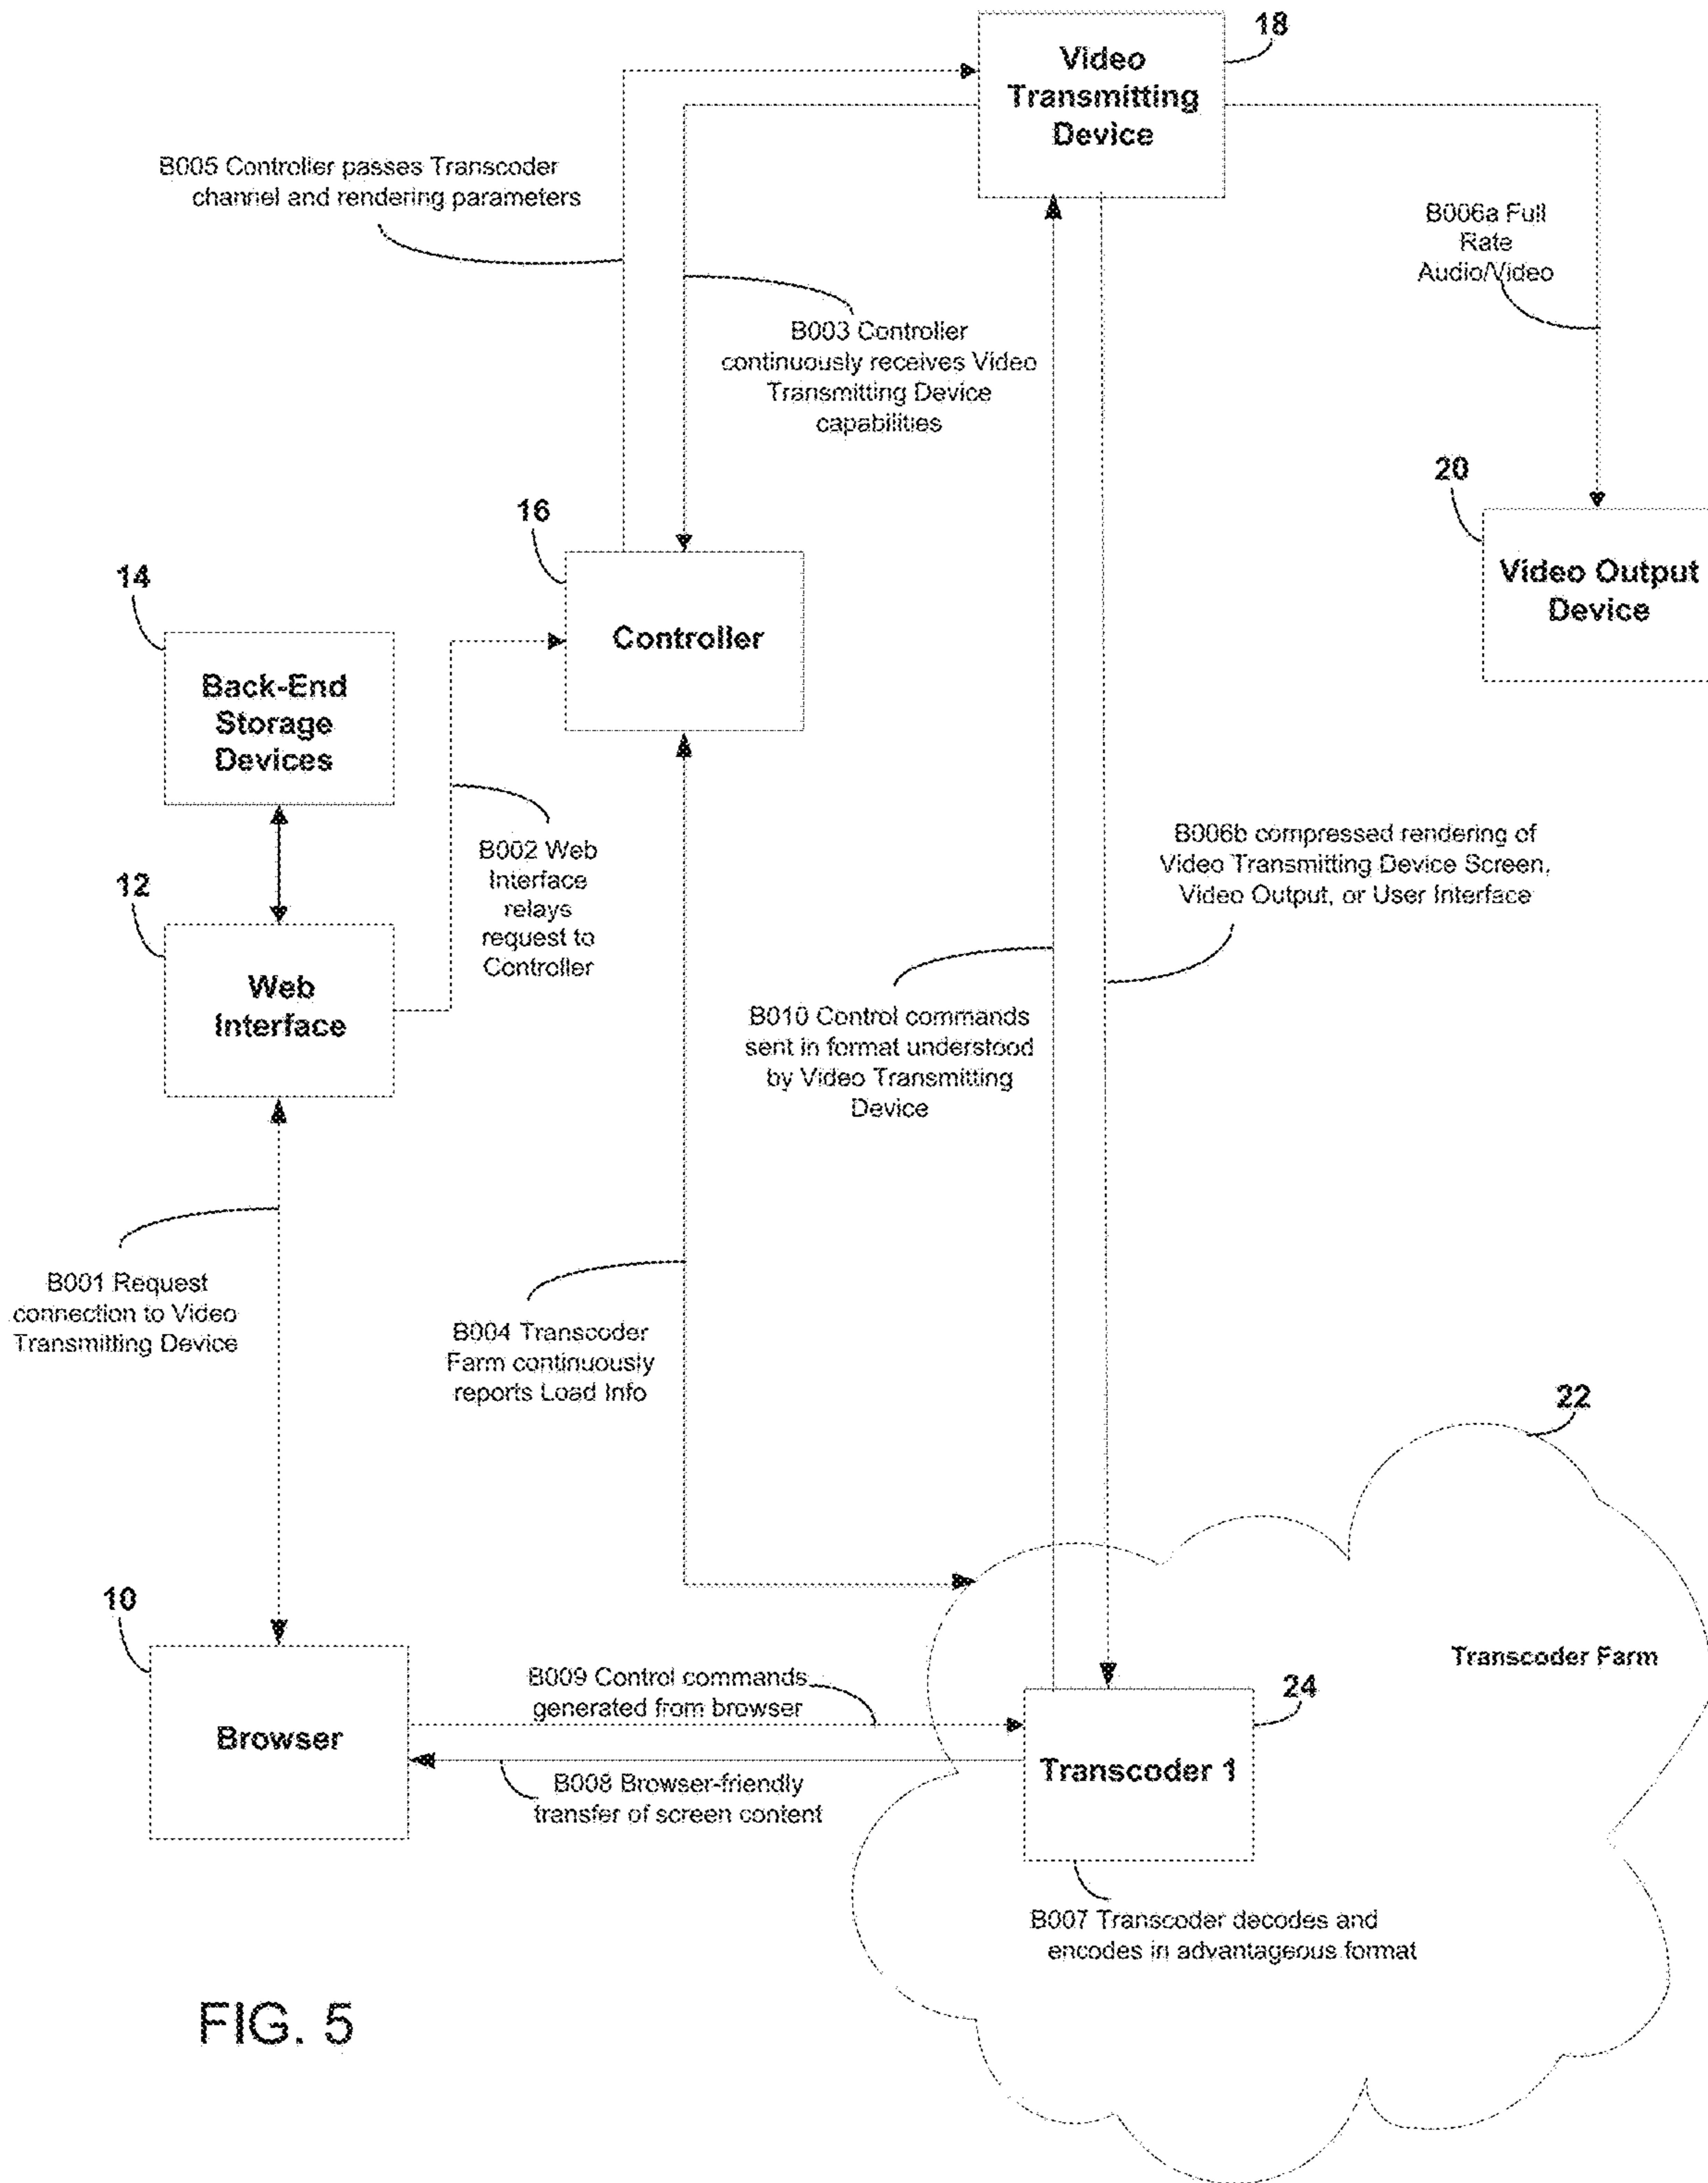 18
Video
Transmitting
Device
B005 Controller passes Transcoder
channel and rendering parameters
B006a Full
Rate
Audio/Video
B003 Controller
continuously receives Video
Transmitting Device
capabilities
20
Video Output
Device
16
Controller
14
Back-End
Storage
Devices
B002 Web
Interface
relays
request to
Controller
B006b compressed rendering of
Video Transmitting Device Screen,
Video Output, or User Interface
12
Web
Interface
B010 Control commands
sent in format understood
by Video Transmitting
Device
B001 Request
connection to Video
Transmitting Device
B004 Transcoder
Farm continuously
reports Load Info
22
Transcoder Farm
10
Browser
B009 Control commands
generated from browser
24
Transcoder 1
B008 Browser-friendly
transfer of screen content
B007 Transcoder decodes and
encodes in advantageous format
FIG. 5